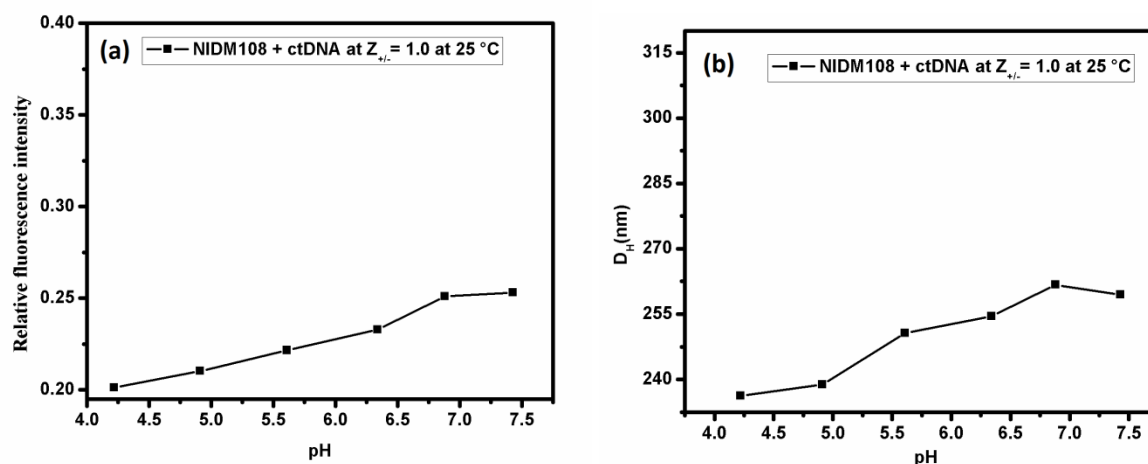 (a)
NIDM108 + ctDNA at Z+/-= 1.0 at 25 °C
Relative fluorescence intensity
0.40
0.35
0.30
0.25
0.20
4.0 4.5 5.0 5.5 6.0 6.5 7.0 7.5
pH
(b)
NIDM108 + ctDNA at Z+/-= 1.0 at 25 °C
DH(nm)
315
300
285
270
255
240
4.0 4.5 5.0 5.5 6.0 6.5 7.0 7.5
pH